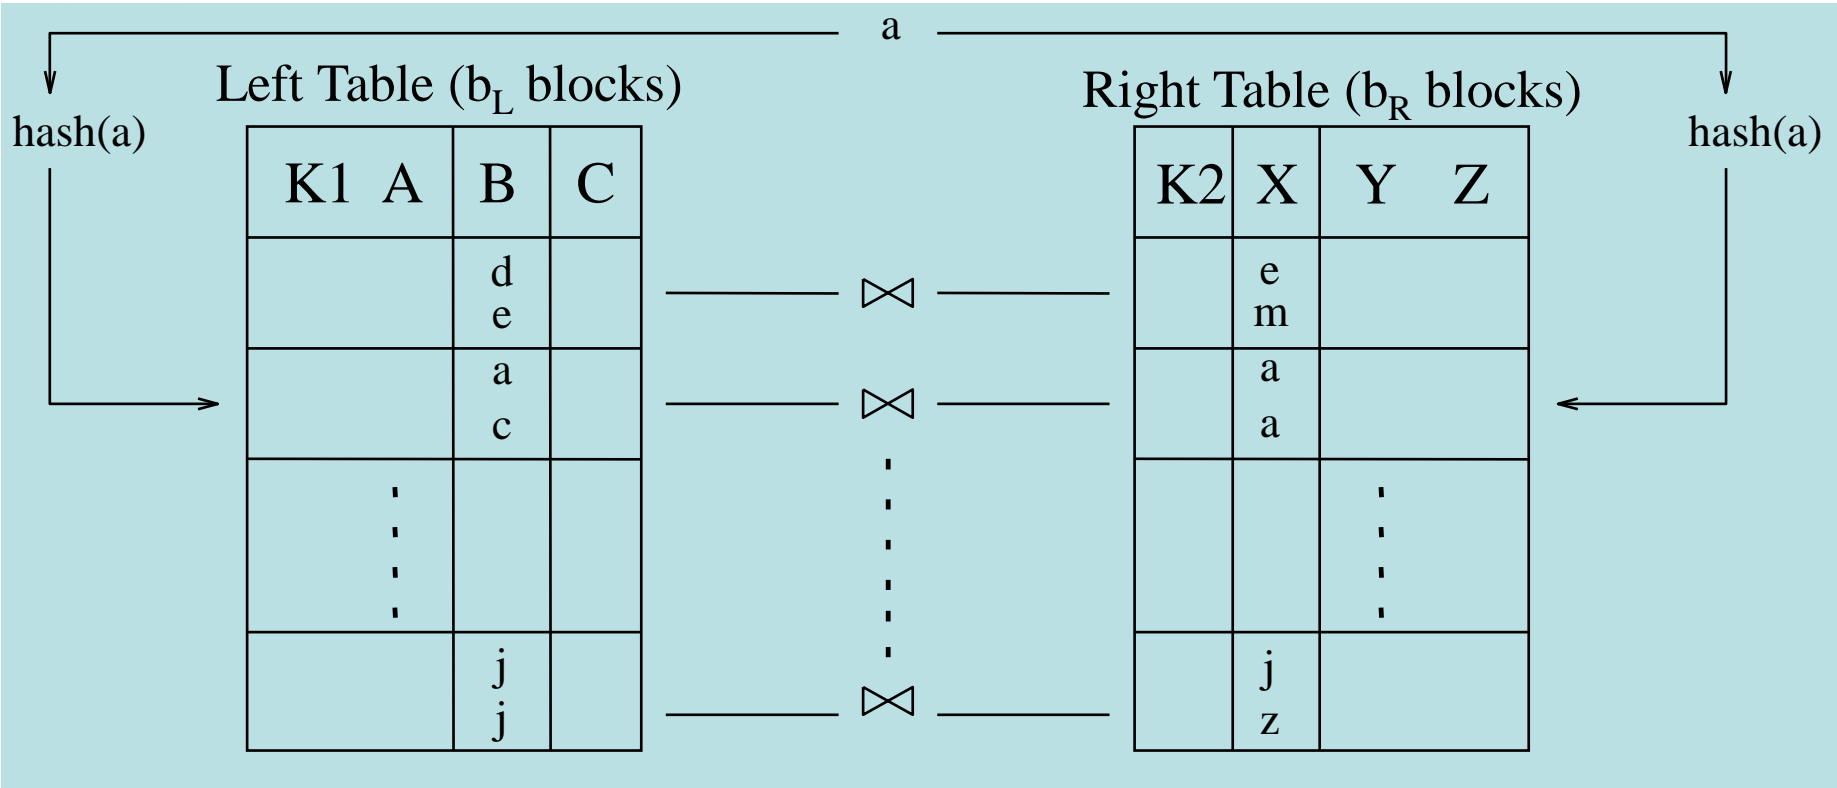 a
Left Table (bL blocks)
Right Table (bR blocks)
hash(a)
hash(a)
K1 A B C
K2 X Y Z
d
e
e
m
a
c
a
a
j
j
j
z